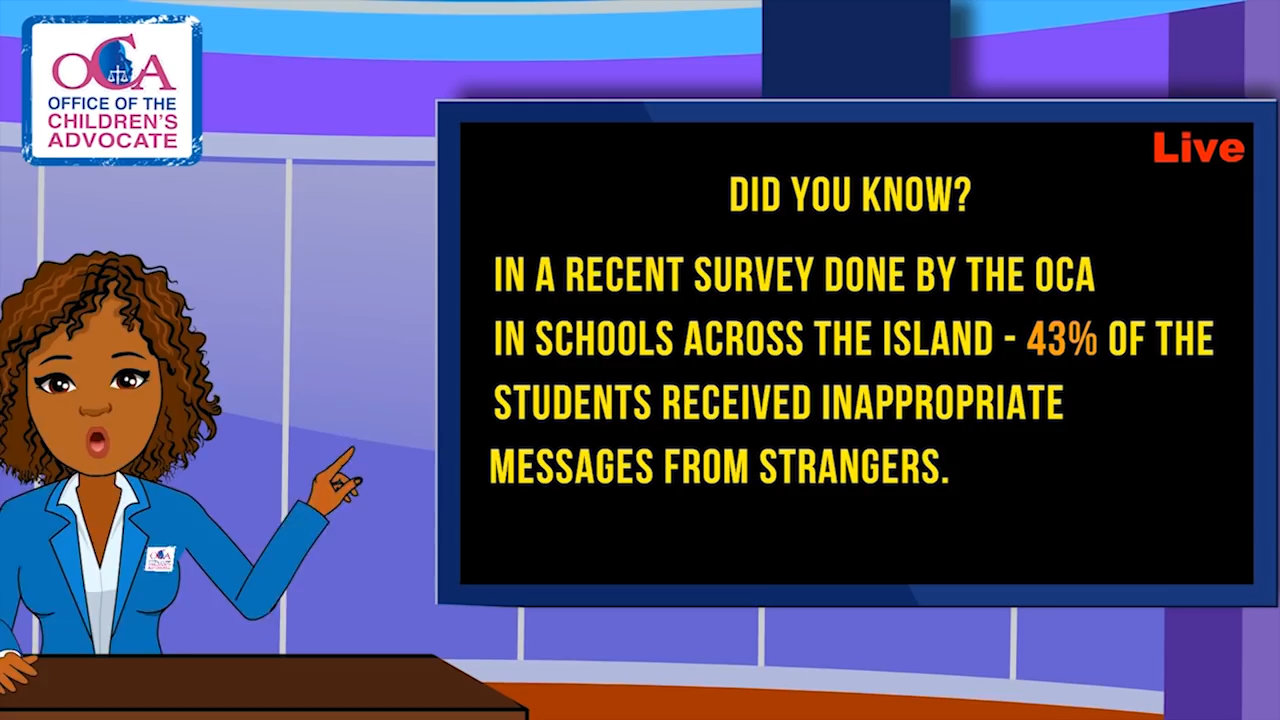 OCA
OFFICE OF THE
CHILDREN'S
ADVOCATE
Live
DID YOU KNOW?
IN A RECENT SURVEY DONE BY THE OCA
IN SCHOOLS ACROSS THE ISLAND - 43% OF THE
STUDENTS RECEIVED INAPPROPRIATE
MESSAGES FROM STRANGERS.
OCA